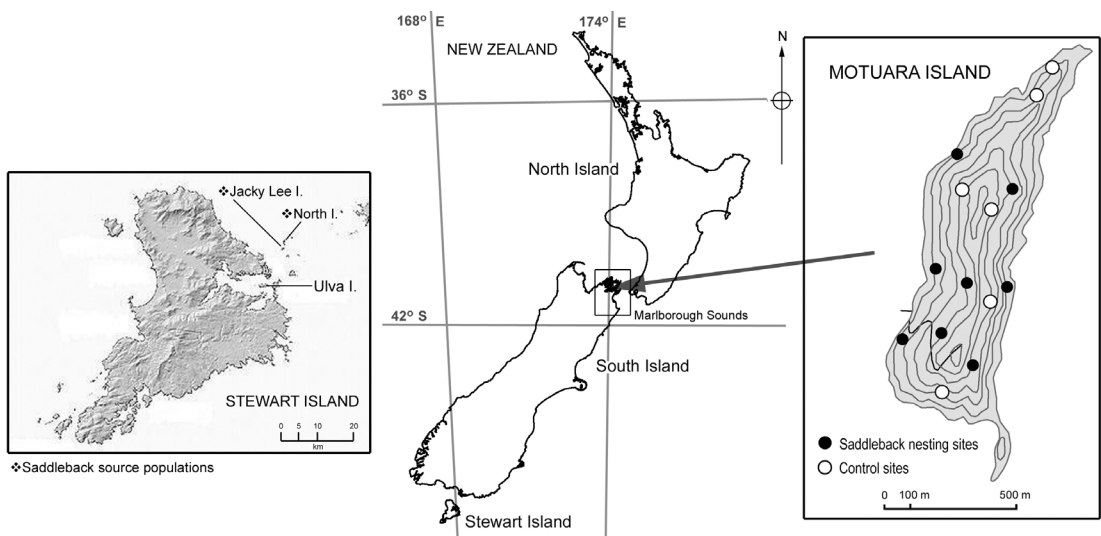 ❖Jacky Lee I.
❖North I.
Ulva I.
STEWART ISLAND
0 5 10 20
km
❖Saddleback source populations
168° E
174° E
NEW ZEALAND
36° S
North Island
Marlborough Sounds
42° S
South Island
Stewart Island
N
MOTUARA ISLAND
Saddleback nesting sites
Control sites
0 100 m 500 m